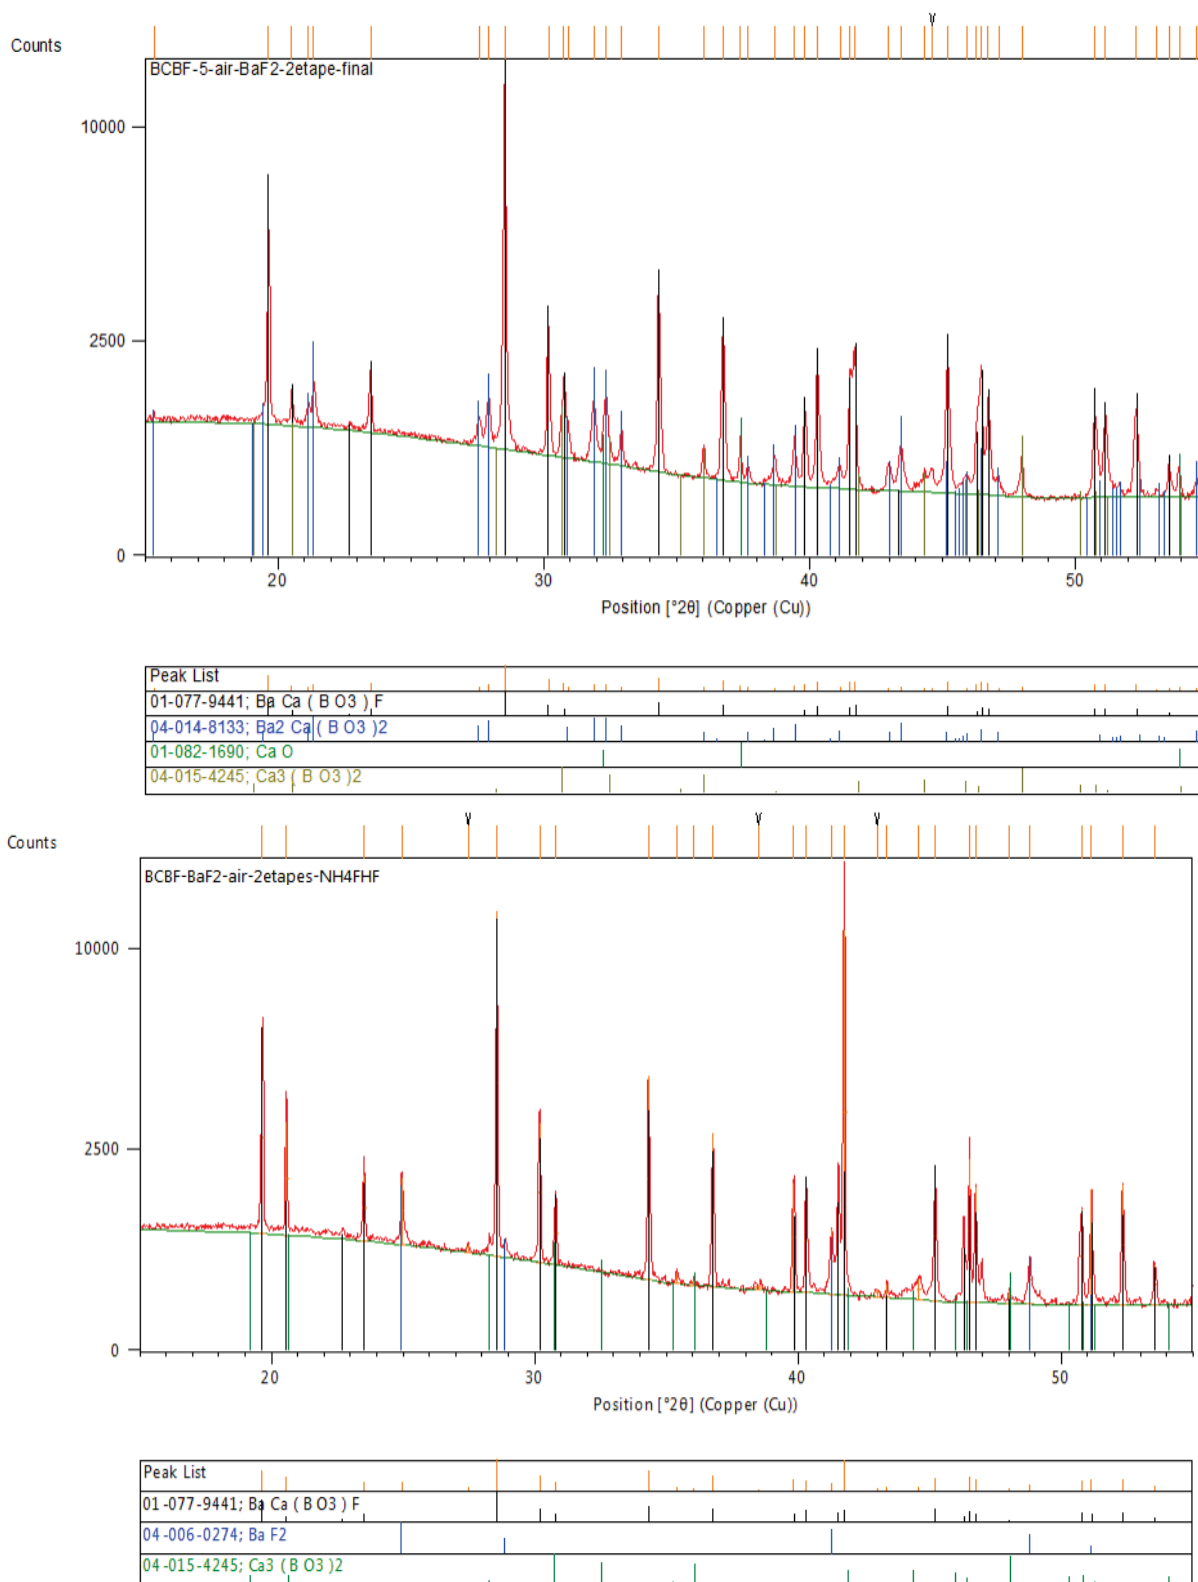 Counts
BCBF-5-air-BaF2-2etape-final
10000
2500
0
20
30
40
50
Position [°2θ] (Copper (Cu))
Peak List
01-077-9441; Ba Ca ( B O3 ) F
04-014-8133; Ba2 Ca ( B O3 )2
01-082-1690; Ca O
04-015-4245; Ca3 ( B O3 )2
Counts
BCBF-BaF2-air-2etapes-NH4FHF
10000
2500
0
20
30
40
50
Position [°2θ] (Copper (Cu))
Peak List
01-077-9441; Ba Ca ( B O3 ) F
04-006-0274; Ba F2
04-015-4245; Ca3 ( B O3 )2